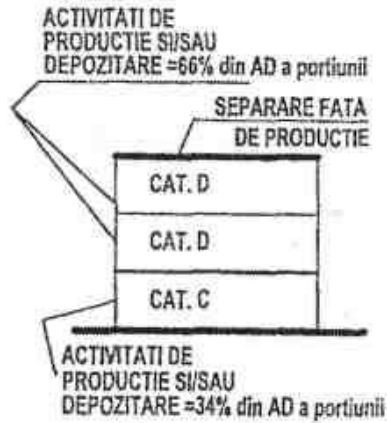 ACTIVITATI DE
PRODUCTIE SI/SAU
DEPOZITARE =66% din AD a portiunii
SEPARARE FATA
DE PRODUCTIE
CAT. D
CAT. D
CAT. C
ACTIVITATI DE
PRODUCTIE SI/SAU
DEPOZITARE =34% din AD a portiunii